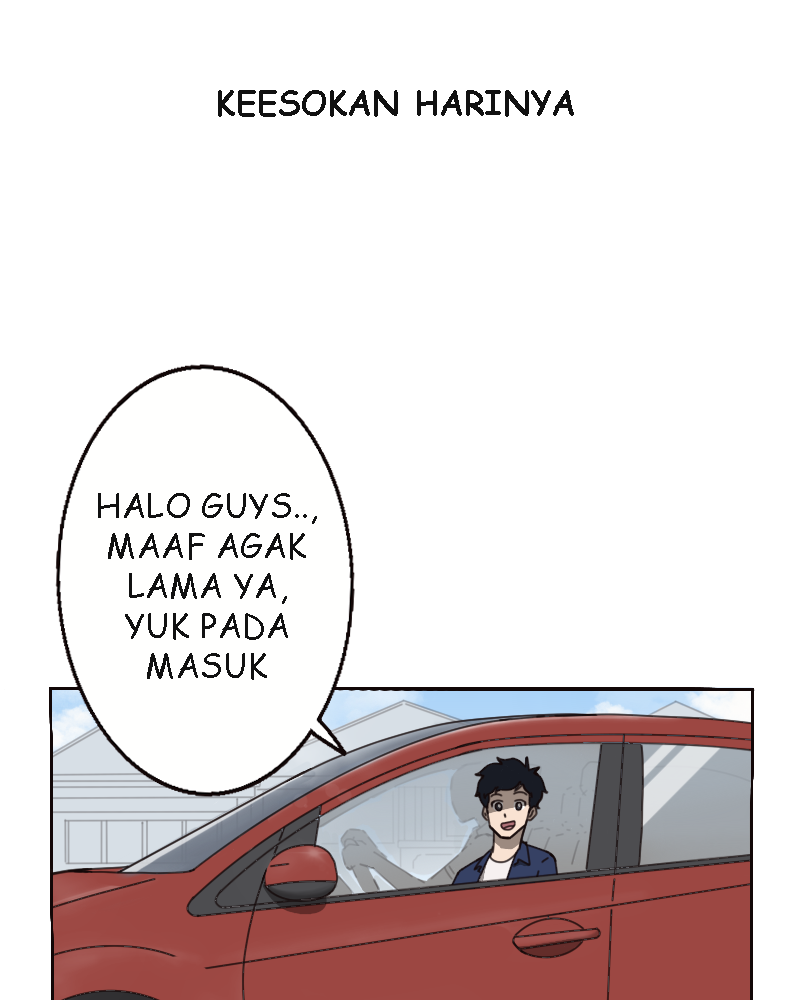 KEESOKAN HARINYA
HALO GUYS..,
MAAF AGAK
LAMA YA,
YUK PADA
MASUK